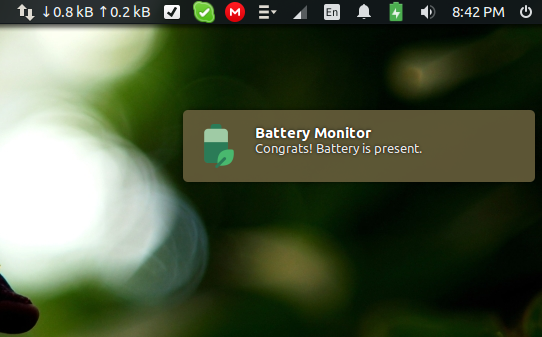 ↓0.8 kB ↑0.2 kB M En 8:42 PM
Battery Monitor
Congrats! Battery is present.